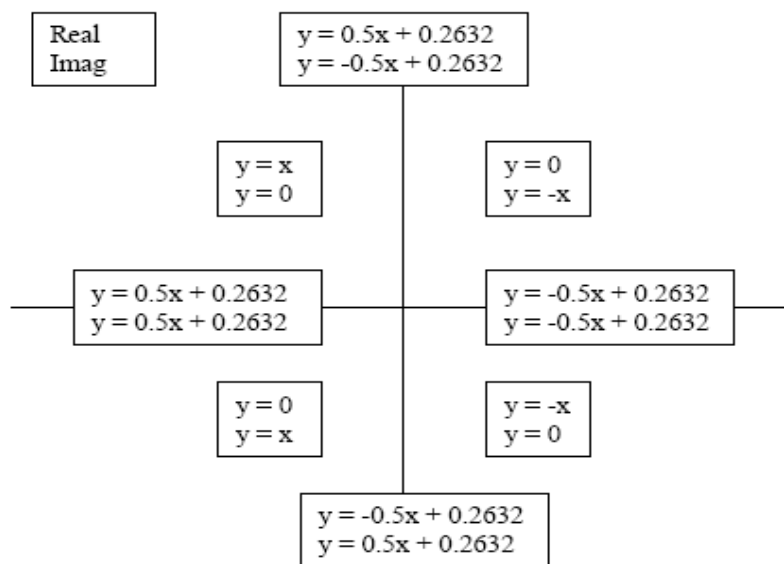 Real
Imag
y = 0.5x + 0.2632
y = -0.5x + 0.2632
y = x
y = 0
y = 0
y = -x
y = 0.5x + 0.2632
y = 0.5x + 0.2632
y = -0.5x + 0.2632
y = -0.5x + 0.2632
y = 0
y = x
y = -x
y = 0
y = -0.5x + 0.2632
y = 0.5x + 0.2632